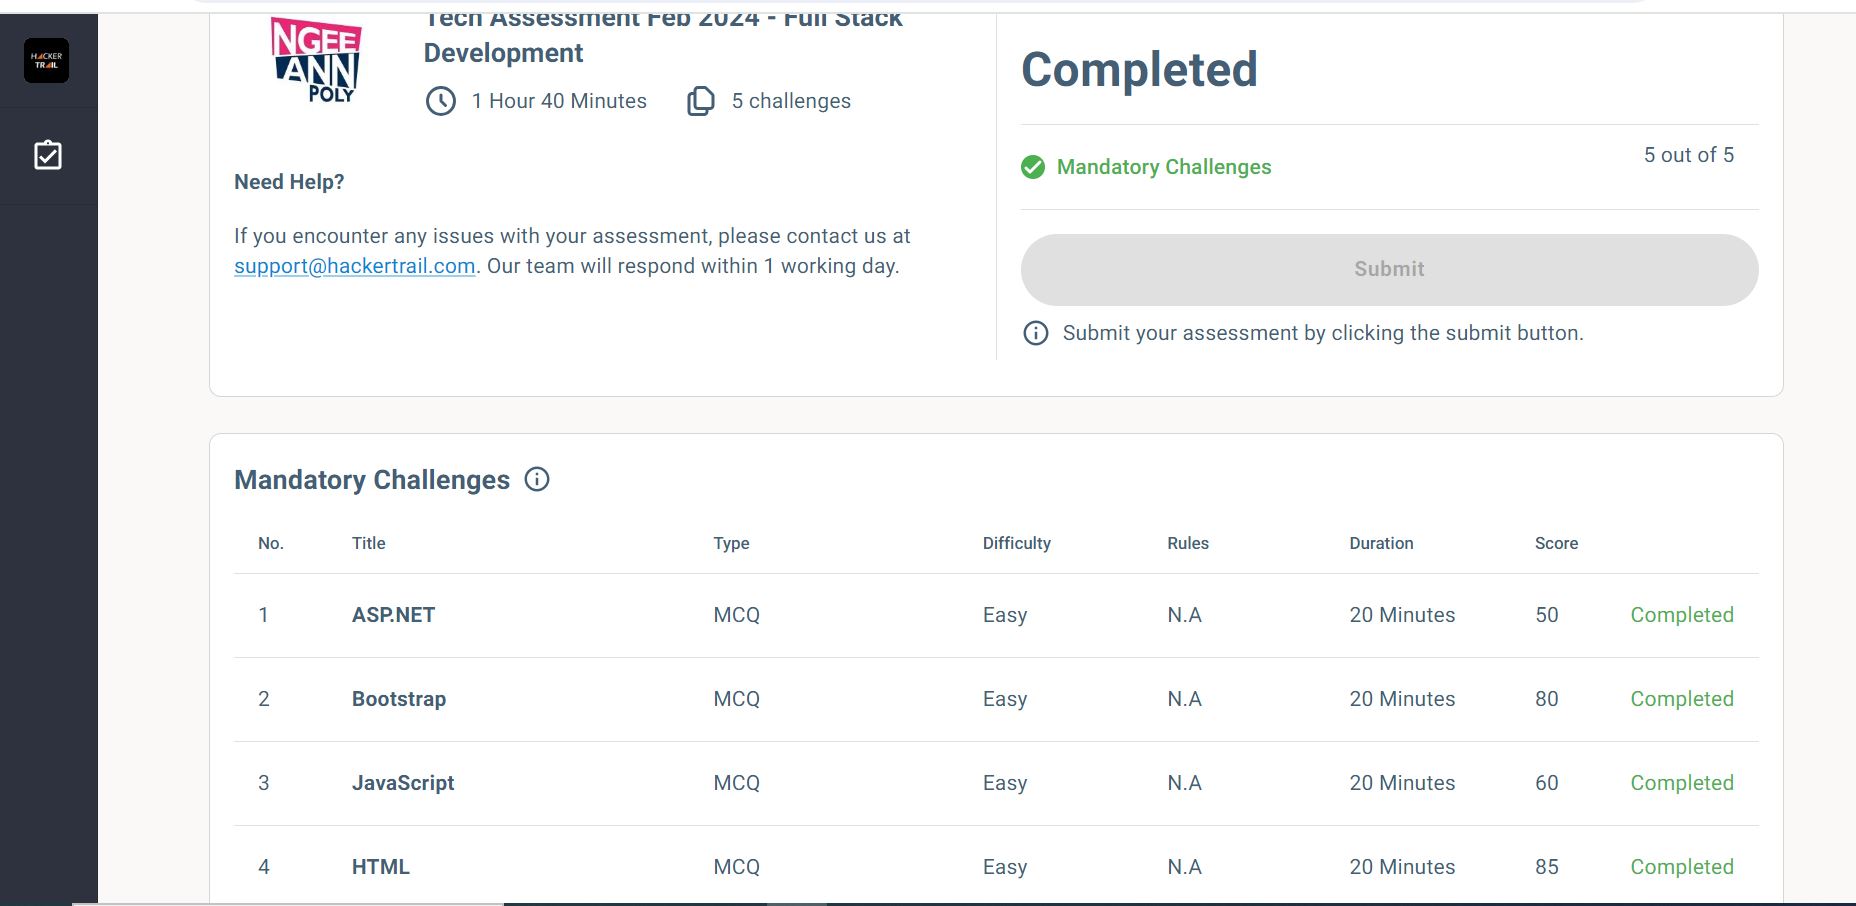 HACKER
TRAIL
NGEE
ANN
POLY
Tech Assessment Feb 2024 - Full Stack
Development
1 Hour 40 Minutes
5 challenges
Need Help?
If you encounter any issues with your assessment, please contact us at
support@hackertrail.com. Our team will respond within 1 working day.
Completed
Mandatory Challenges
5 out of 5
Submit
Submit your assessment by clicking the submit button.
Mandatory Challenges
No. Title Type Difficulty Rules Duration Score
1 ASP.NET MCQ Easy N.A 20 Minutes 50 Completed
2 Bootstrap MCQ Easy N.A 20 Minutes 80 Completed
3 JavaScript MCQ Easy N.A 20 Minutes 60 Completed
4 HTML MCQ Easy N.A 20 Minutes 85 Completed